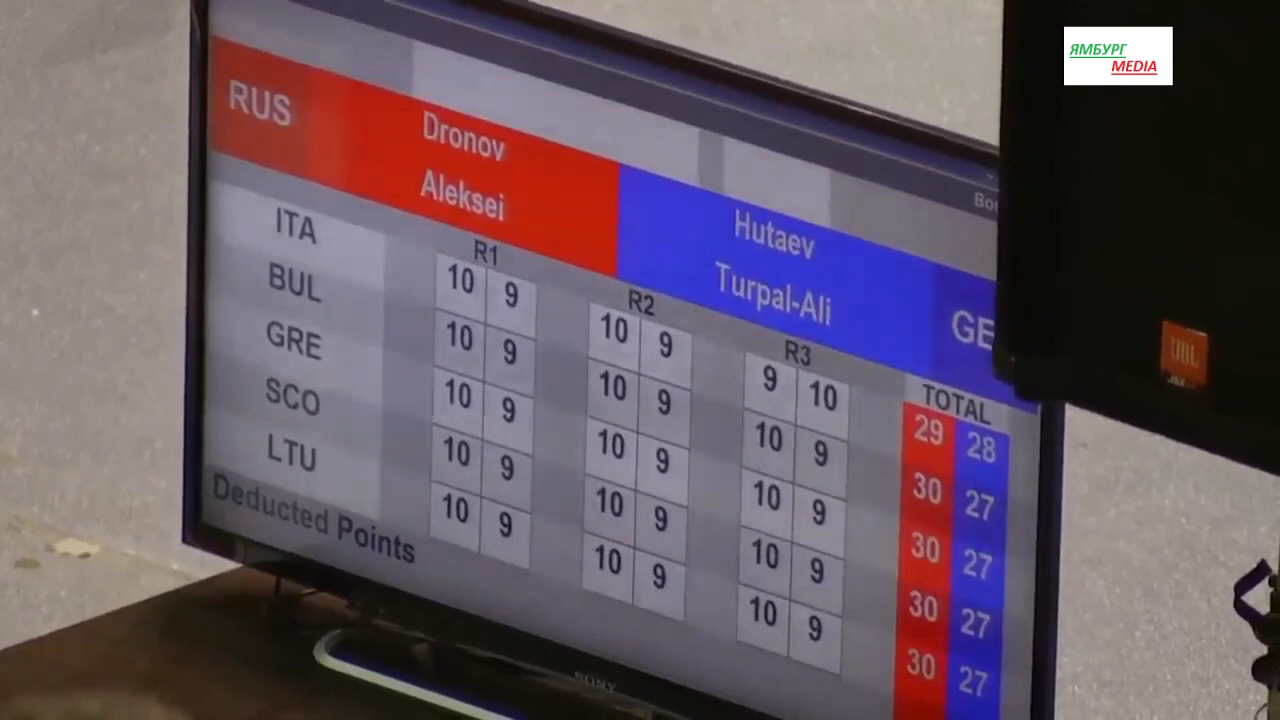 ЯМБУРГ
MEDIA
RUS
Dronov
Aleksei
Hutaev
Turpal-Ali
R1 R2 R3 TOTAL
ITA 10 9 10 9 9 10 29 28
BUL 10 9 10 9 10 9 30 27
GRE 10 9 10 9 10 9 30 27
SCO 10 9 10 9 10 9 30 27
LTU 10 9 10 9 10 9 30 27
Deducted Points
SONY
JBL